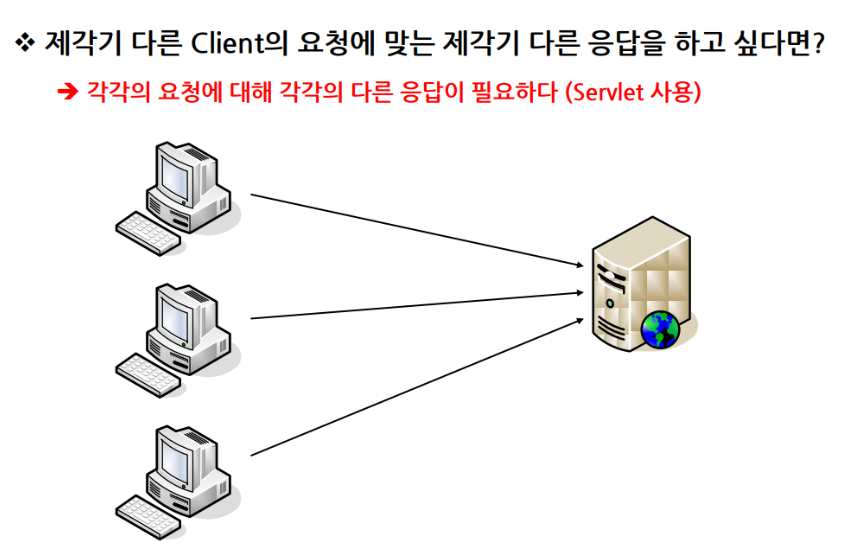 ❖ 제각기 다른 Client의 요청에 맞는 제각기 다른 응답을 하고 싶다면?
➔ 각각의 요청에 대해 각각의 다른 응답이 필요하다 (Servlet 사용)